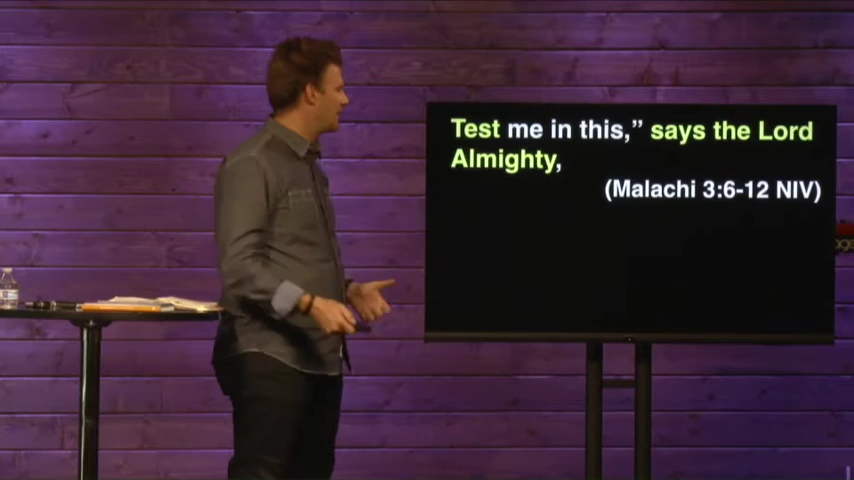 Test me in this,” says the Lord
Almighty,
(Malachi 3:6-12 NIV)